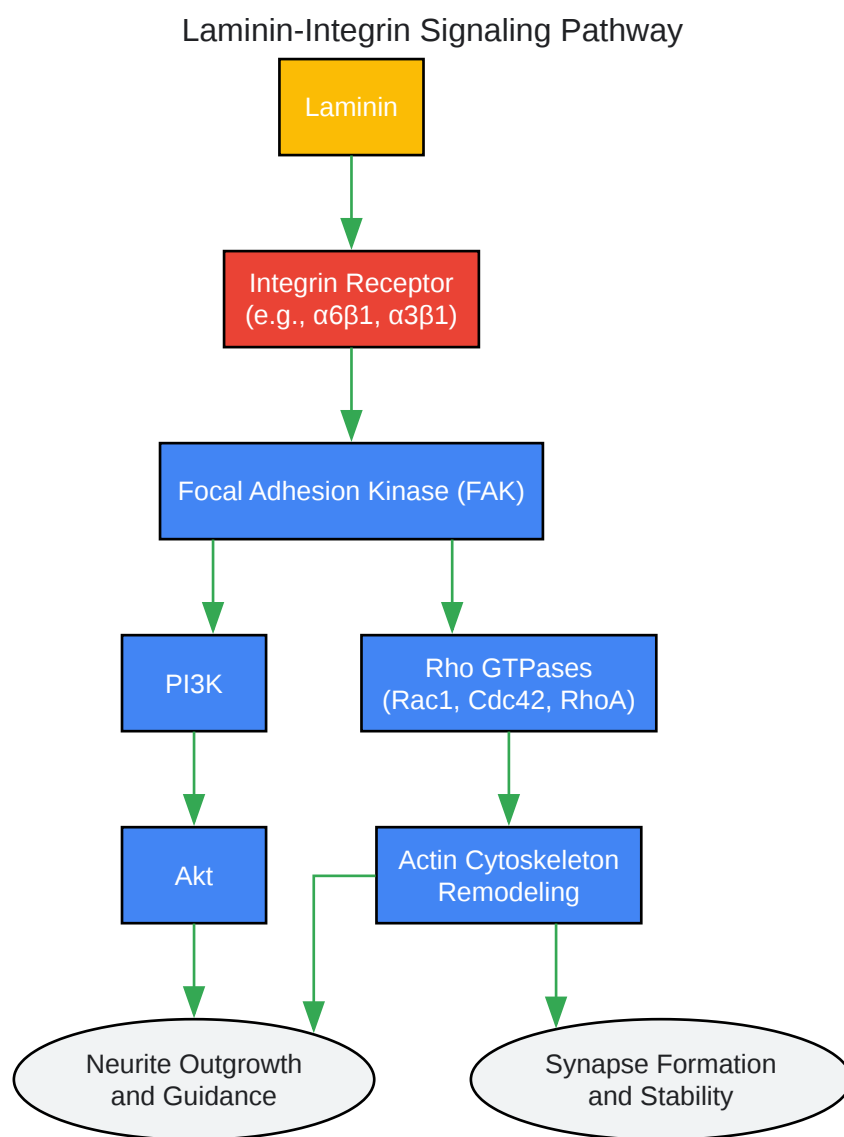 Laminin-Integrin Signaling Pathway
Laminin
Integrin Receptor
(e.g., α6β1, α3β1)
Focal Adhesion Kinase (FAK)
PI3K
Rho GTPases
(Rac1, Cdc42, RhoA)
Akt
Actin Cytoskeleton
Remodeling
Neurite Outgrowth
and Guidance
Synapse Formation
and Stability